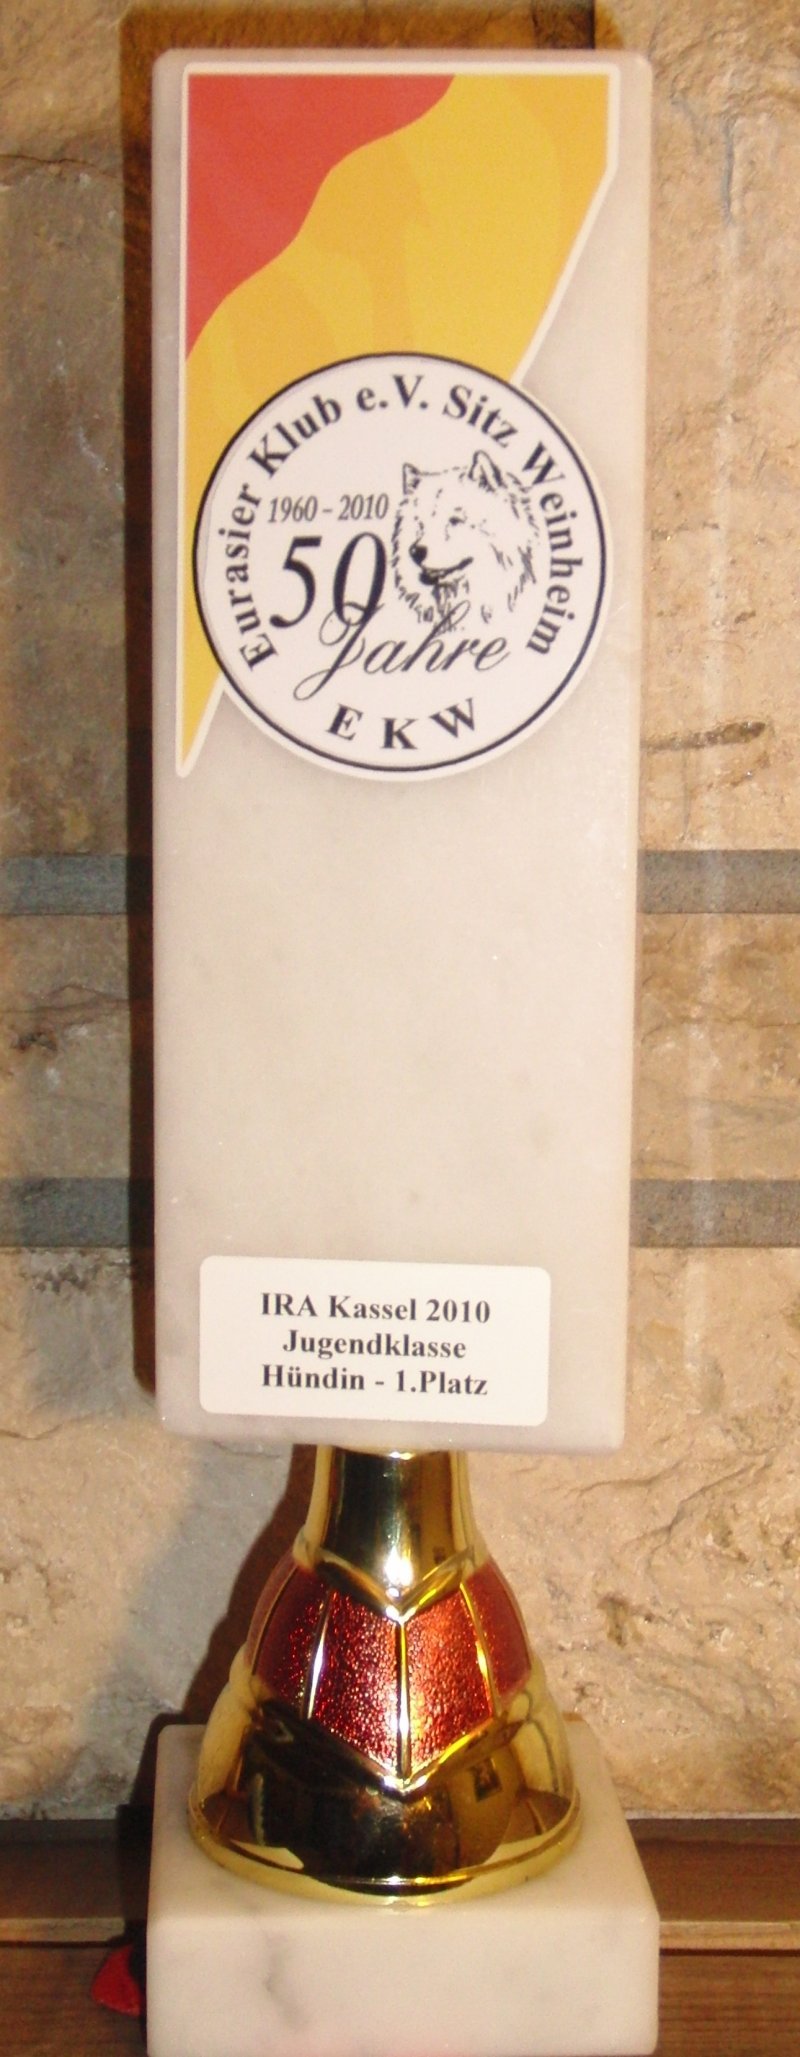 Eurasier Klub e.V. Sitz Weinheim
1960 - 2010
50
Jahre
EKW
IRA Kassel 2010
Jugendklasse
Hündin - 1.Platz